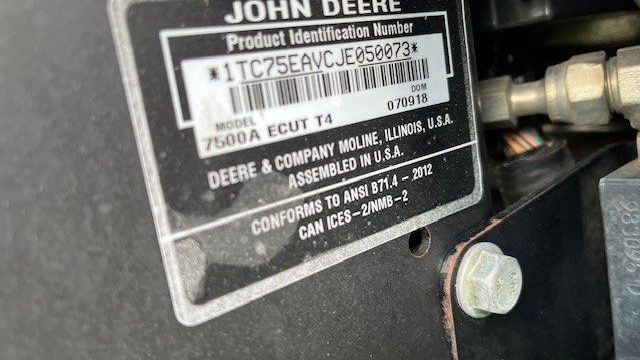 JOHN DEERE
Product Identification Number
*1TC75EAVCJE050073*
MODEL DOM
7500A ECUT T4 070918
DEERE & COMPANY MOLINE, ILLINOIS, U.S.A.
ASSEMBLED IN U.S.A.
CONFORMS TO ANSI B71.4 - 2012
CAN ICES-2/NMB-2